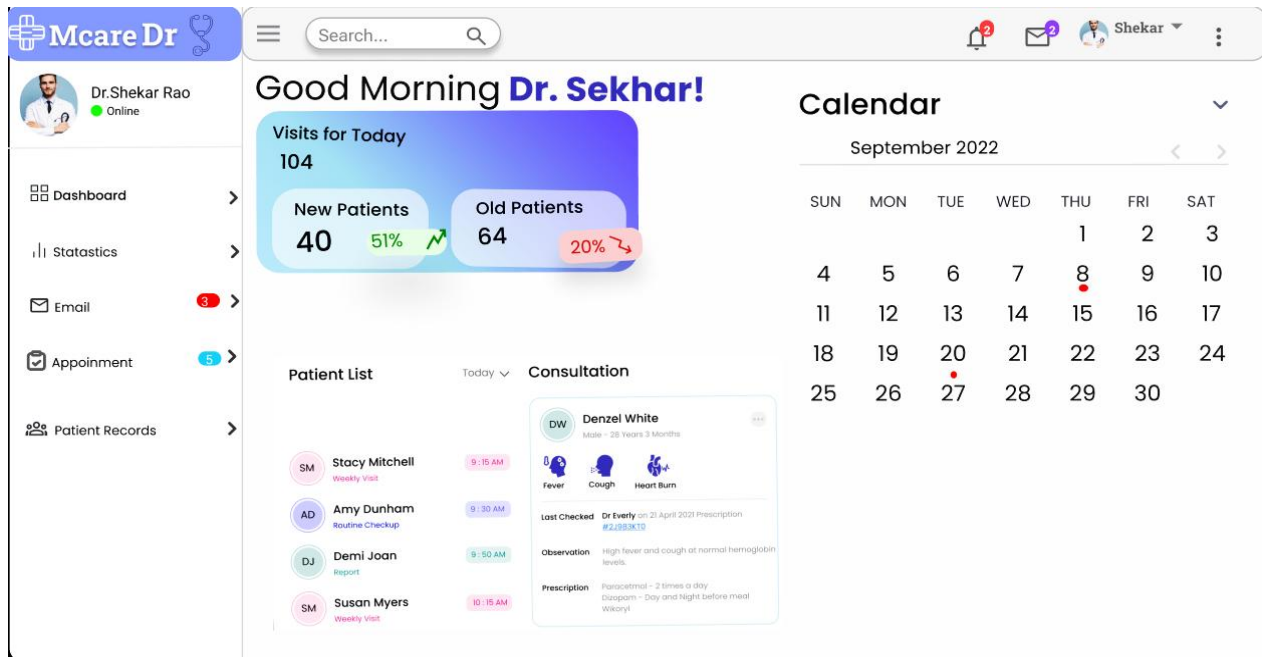 Mcare Dr
Search...
2
2
Shekar
Dr.Shekar Rao
Online
Dashboard
Statastics
Email 3
Appoinment 5
Patient Records
Good Morning Dr. Sekhar!
Visits for Today
104
New Patients
40 51%
Old Patients
64 20%
Patient List Today
SM Stacy Mitchell 9 : 15 AM
Weekly Visit
AD Amy Dunham 9 : 30 AM
Routine Checkup
DJ Demi Joan 9 : 50 AM
Report
SM Susan Myers 10 : 15 AM
Weekly Visit
Consultation
DW Denzel White
Male - 28 Years 3 Months
Fever Cough Heart Burn
Last Checked Dr Everly on 21 April 2021 Prescription
#2J983KT0
Observation High fever and cough at normal hemoglobin
levels.
Prescription Paracetmol - 2 times a day
Dizopam - Day and Night before meal
Wikoryl
Calendar
September 2022
SUN MON TUE WED THU FRI SAT
1 2 3
4 5 6 7 8 9 10
11 12 13 14 15 16 17
18 19 20 21 22 23 24
25 26 27 28 29 30